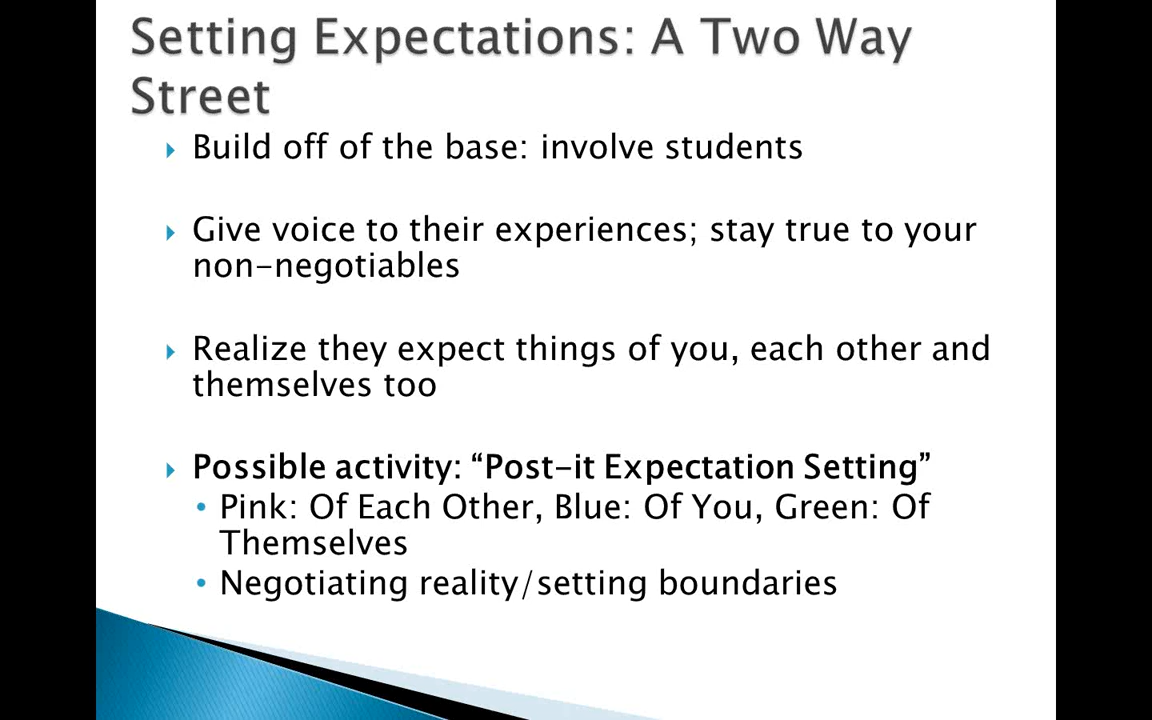 Setting Expectations: A Two Way
Street
Build off of the base: involve students
Give voice to their experiences; stay true to your
non-negotiables
Realize they expect things of you, each other and
themselves too
Possible activity: “Post-it Expectation Setting”
• Pink: Of Each Other, Blue: Of You, Green: Of
Themselves
• Negotiating reality/setting boundaries